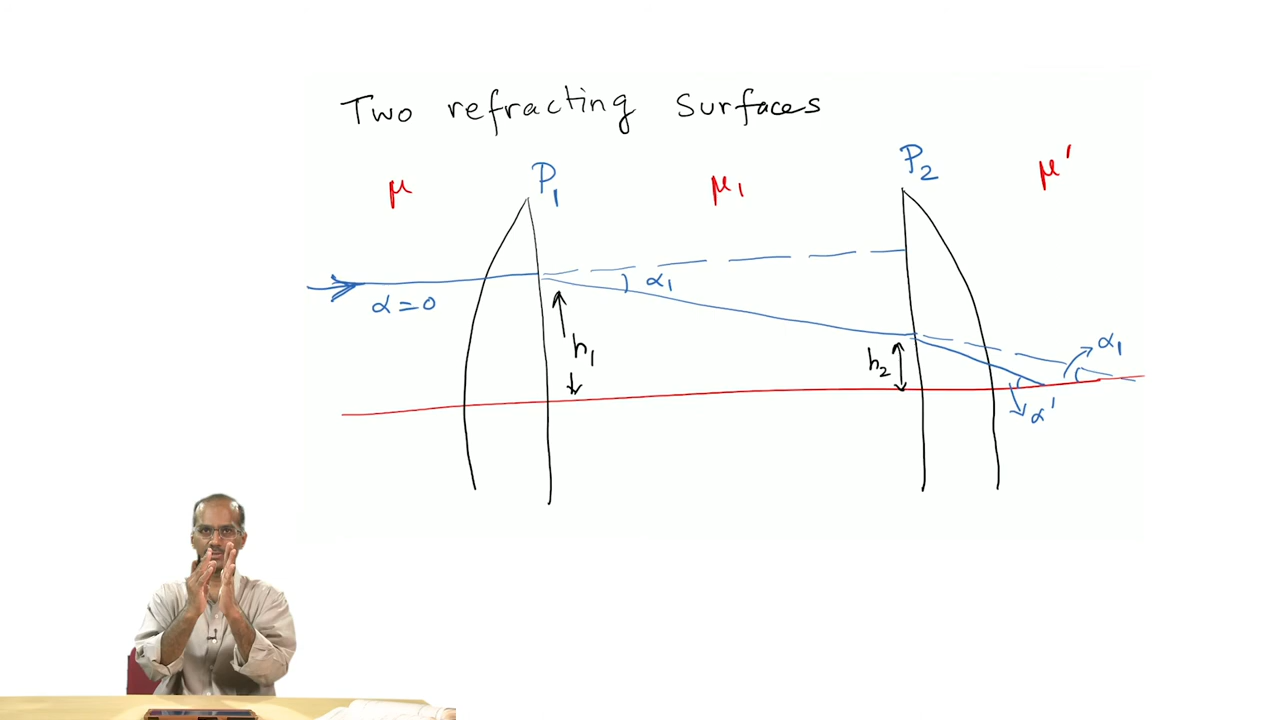 Two refracting surfaces
μ P₁ μ₁ P₂ μ'
α=0 α₁
h₁ h₂ α₁
α'